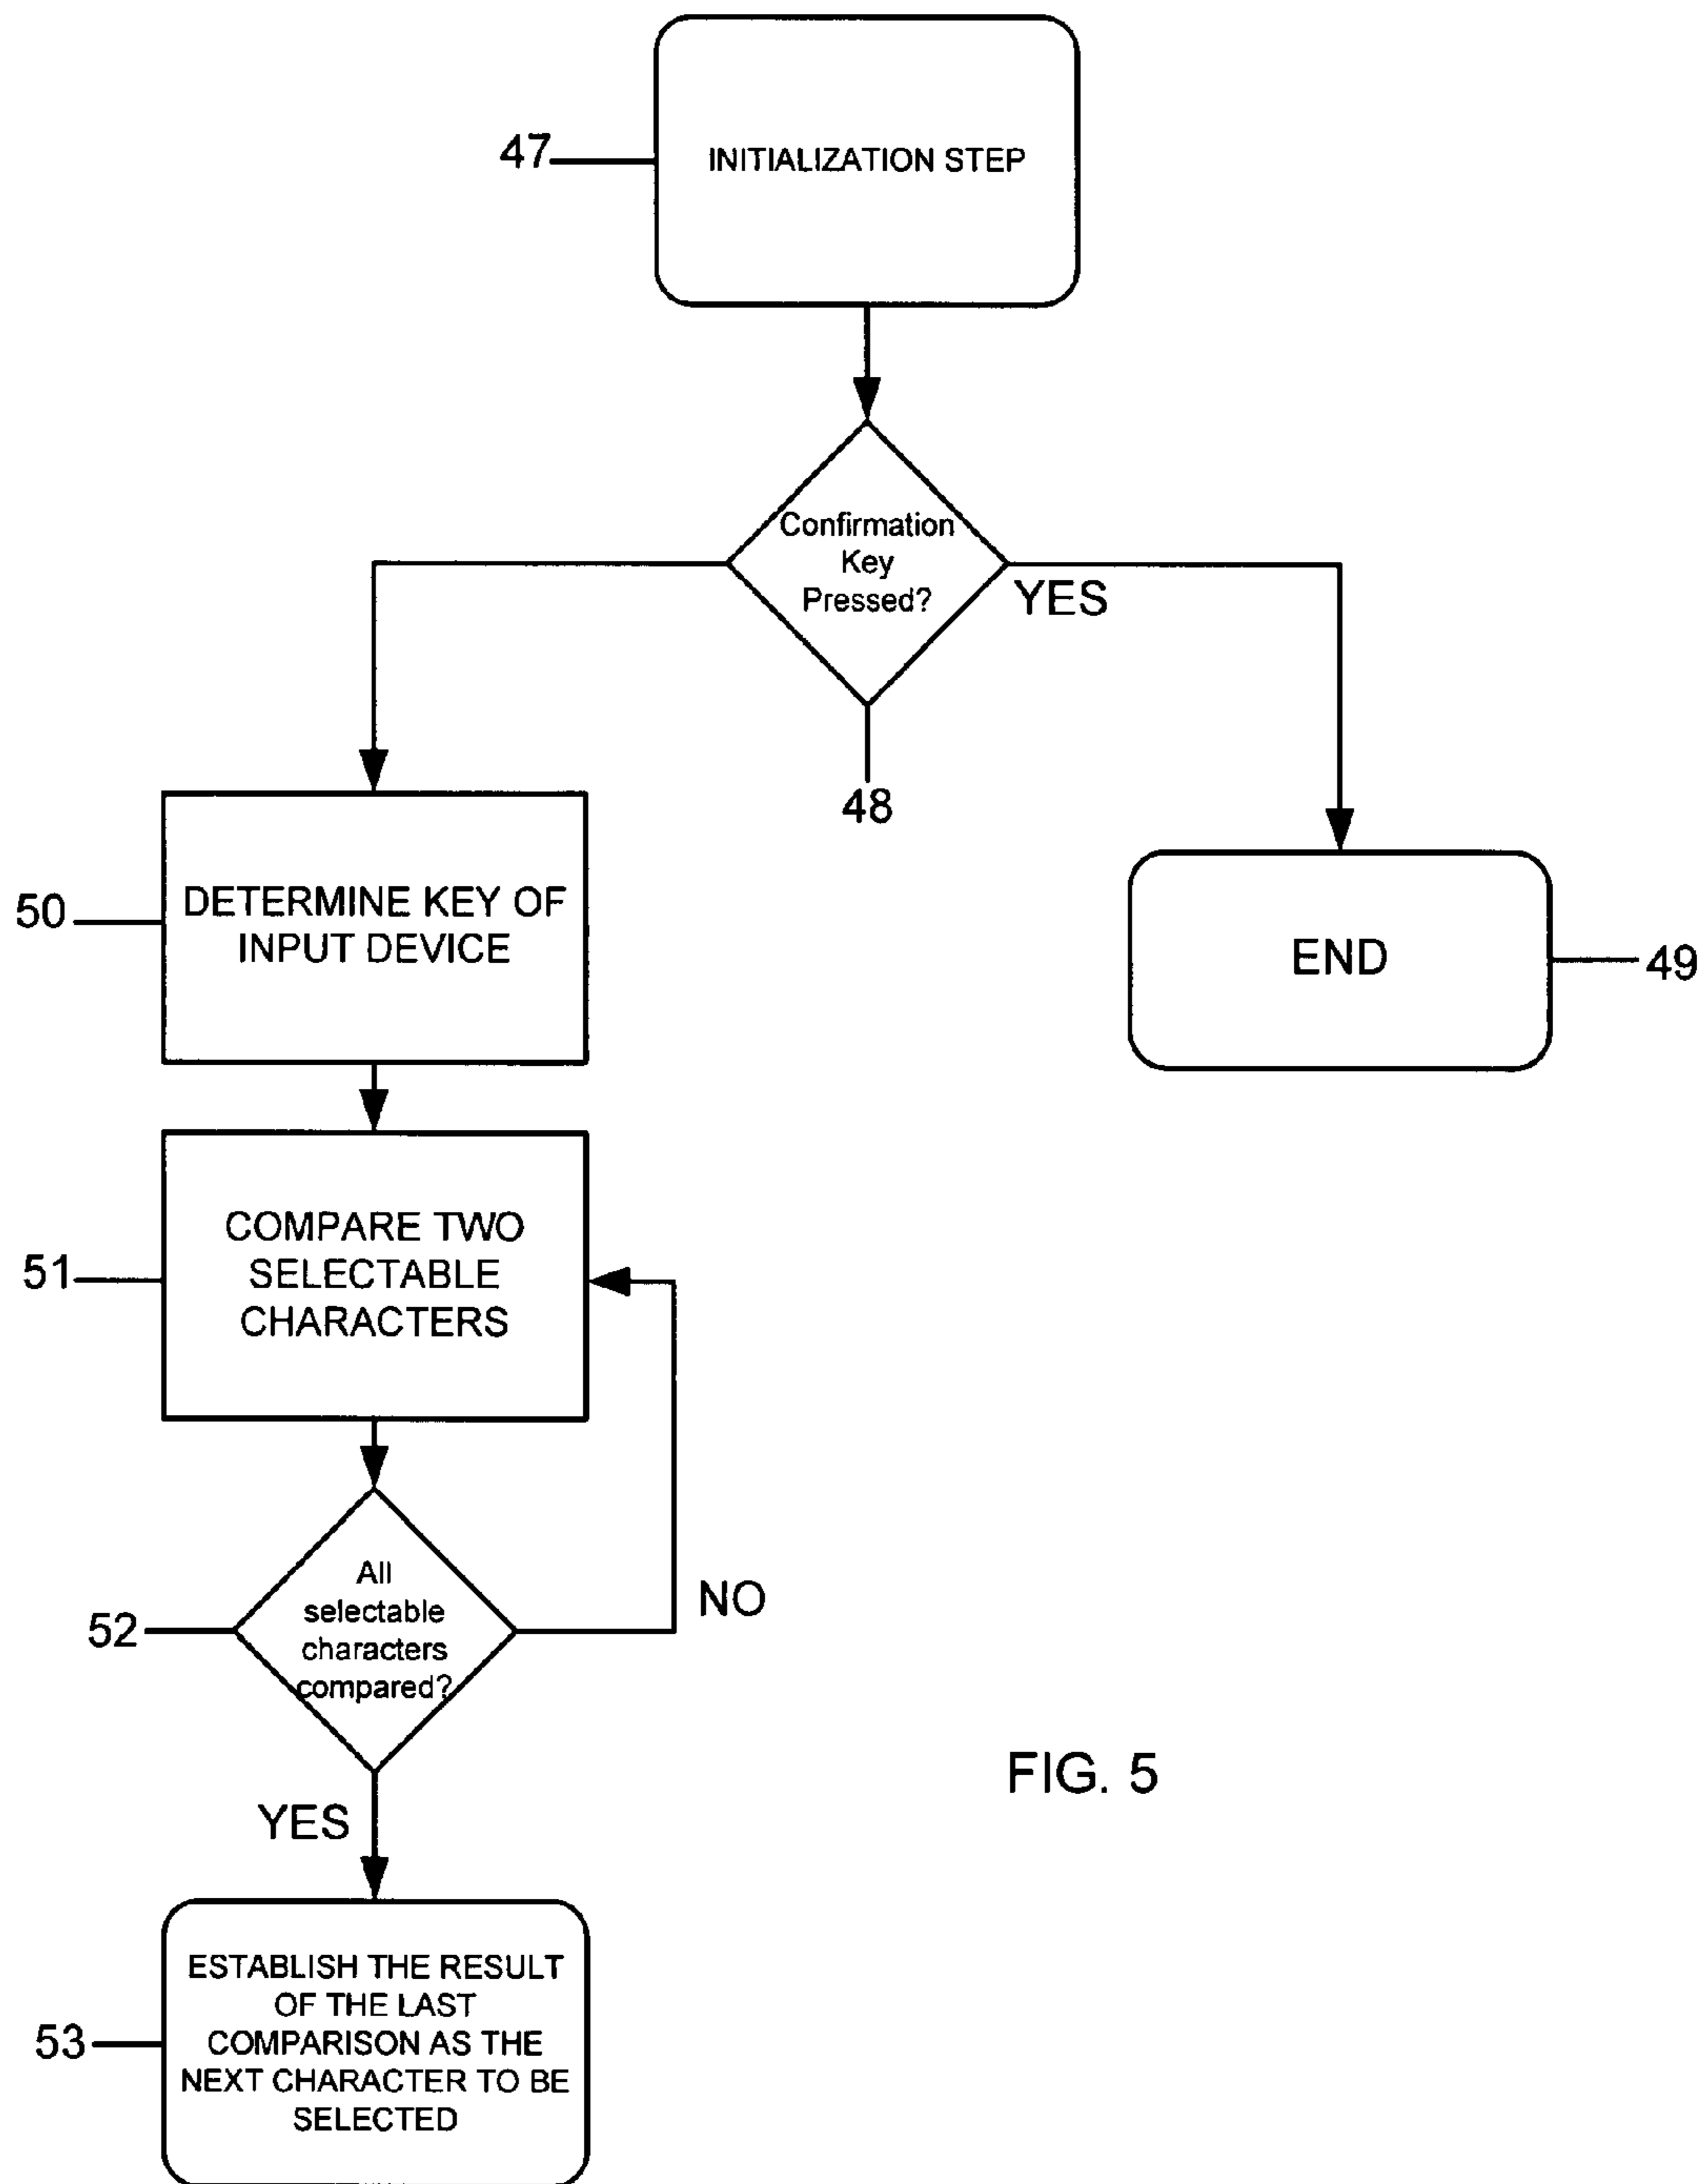 47
INITIALIZATION STEP
Confirmation
Key
Pressed?
YES
48
50
DETERMINE KEY OF
INPUT DEVICE
END
49
51
COMPARE TWO
SELECTABLE
CHARACTERS
52
All
selectable
characters
compared?
NO
YES
FIG. 5
53
ESTABLISH THE RESULT
OF THE LAST
COMPARISON AS THE
NEXT CHARACTER TO BE
SELECTED